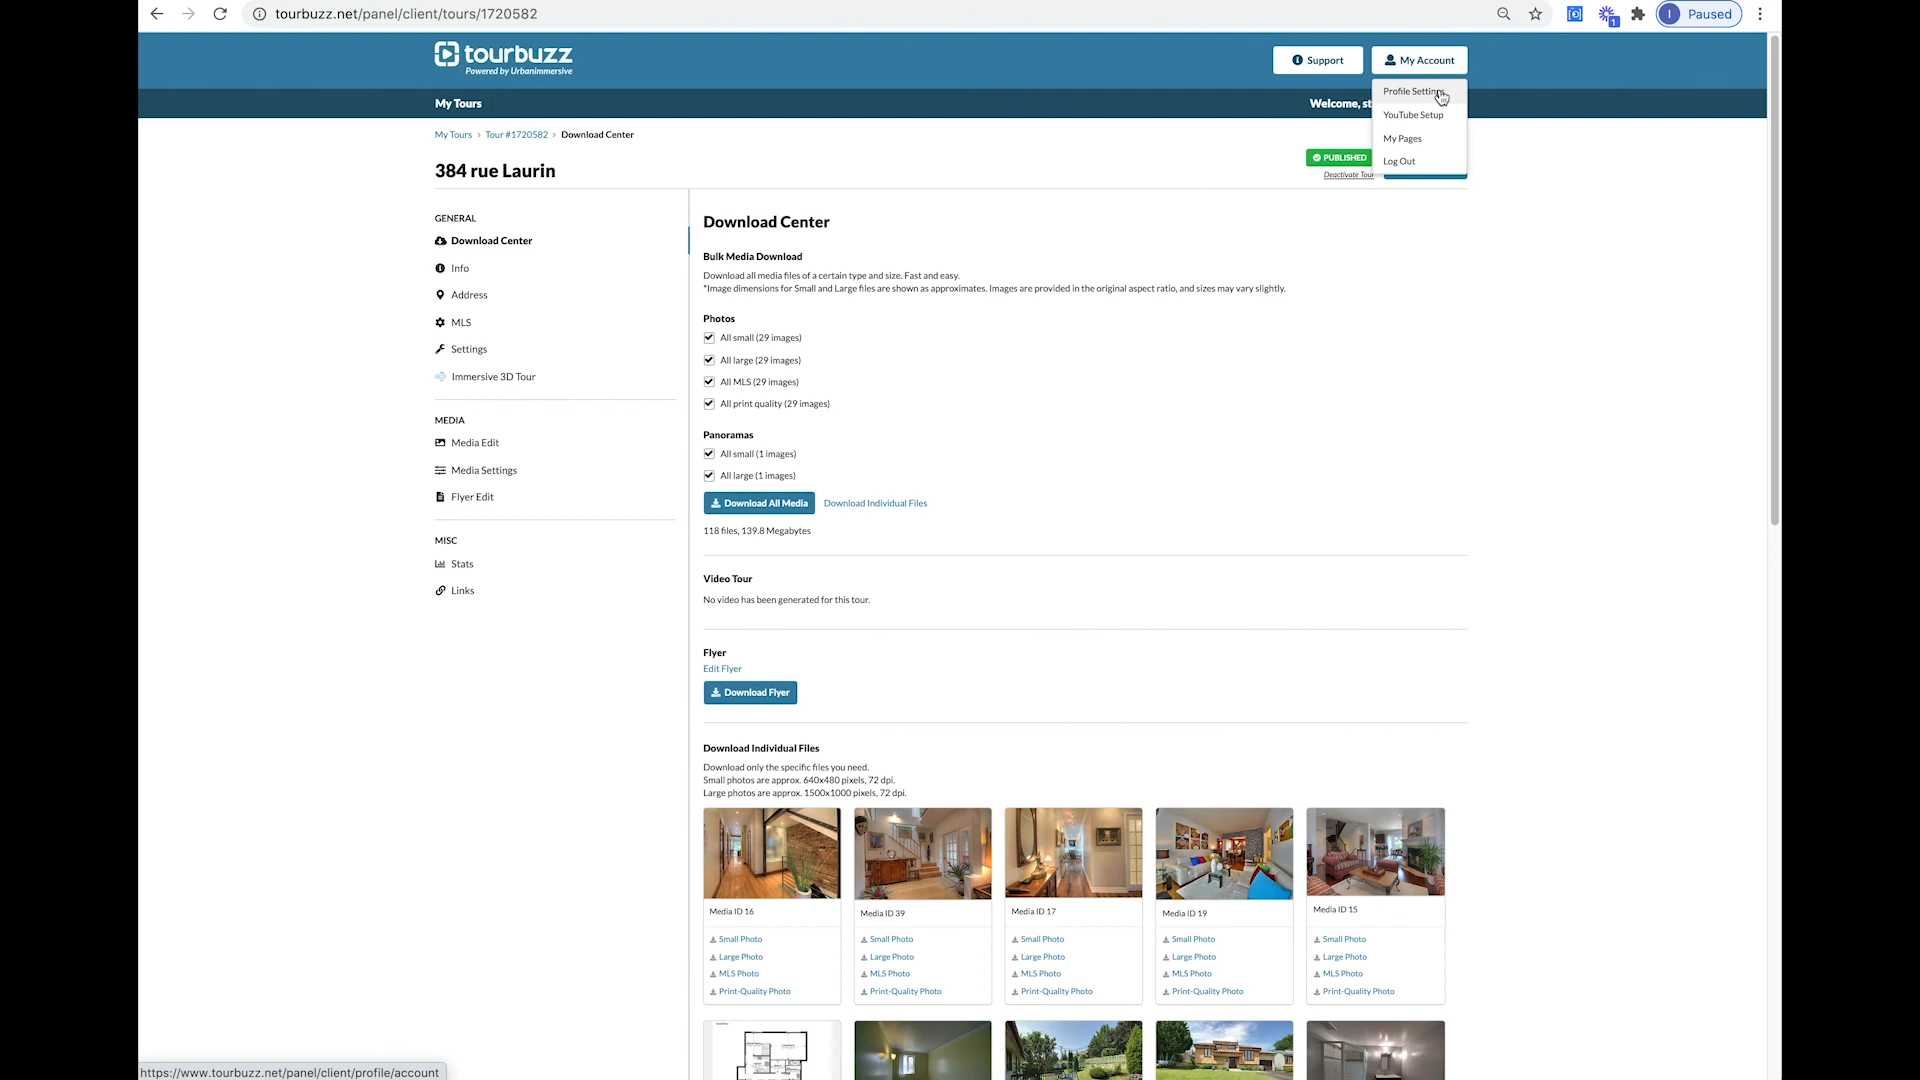 tourbuzz.net/panel/client/tours/1720582
1
I
Paused
tourbuzz
Powered by Urbanimmersive
Support
My Account
My Tours
Welcome, st
Profile Settings
YouTube Setup
My Pages
Log Out
My Tours › Tour #1720582 › Download Center
384 rue Laurin
PUBLISHED
Deactivate Tour
GENERAL
Download Center
Info
Address
MLS
Settings
Immersive 3D Tour
MEDIA
Media Edit
Media Settings
Flyer Edit
MISC
Stats
Links
Download Center
Bulk Media Download
Download all media files of a certain type and size. Fast and easy.
*Image dimensions for Small and Large files are shown as approximates. Images are provided in the original aspect ratio, and sizes may vary slightly.
Photos
All small (29 images)
All large (29 images)
All MLS (29 images)
All print quality (29 images)
Panoramas
All small (1 images)
All large (1 images)
Download All Media
Download Individual Files
118 files, 139.8 Megabytes
Video Tour
No video has been generated for this tour.
Flyer
Edit Flyer
Download Flyer
Download Individual Files
Download only the specific files you need.
Small photos are approx. 640x480 pixels, 72 dpi.
Large photos are approx. 1500x1000 pixels, 72 dpi.
Media ID 16
Small Photo
Large Photo
MLS Photo
Print-Quality Photo
Media ID 39
Small Photo
Large Photo
MLS Photo
Print-Quality Photo
Media ID 17
Small Photo
Large Photo
MLS Photo
Print-Quality Photo
Media ID 19
Small Photo
Large Photo
MLS Photo
Print-Quality Photo
Media ID 15
Small Photo
Large Photo
MLS Photo
Print-Quality Photo
https://www.tourbuzz.net/panel/client/profile/account